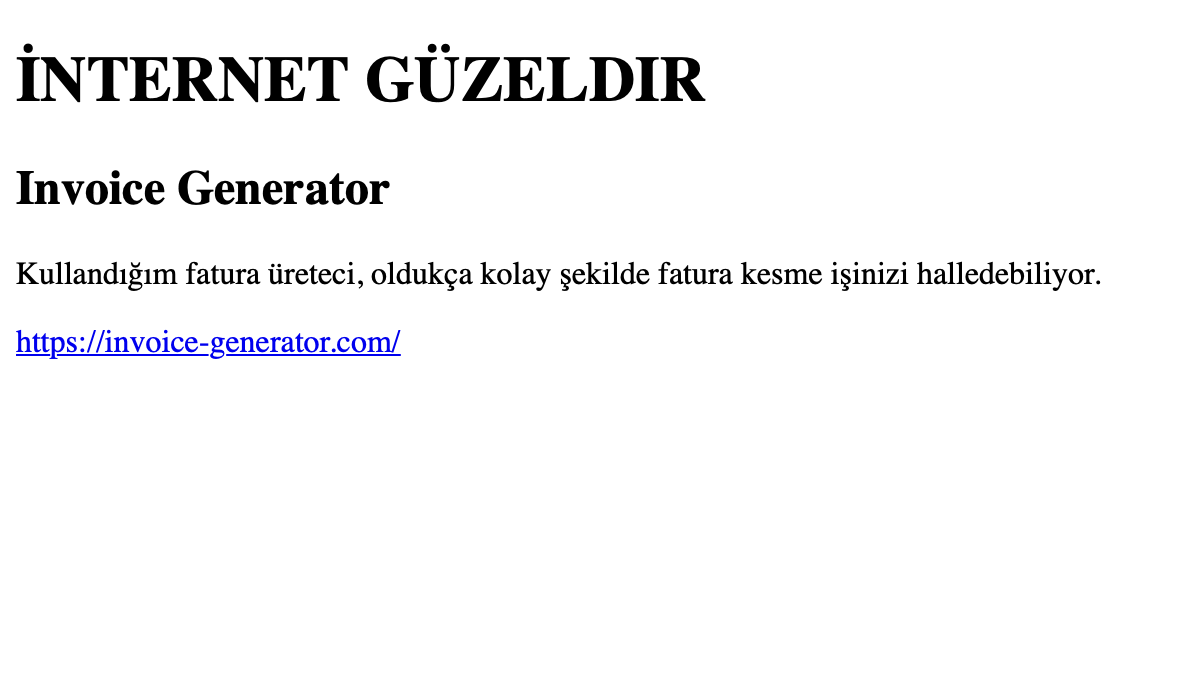 İNTERNET GÜZELDIR
Invoice Generator
Kullandığım fatura üreteci, oldukça kolay şekilde fatura kesme işinizi halledebiliyor.
https://invoice-generator.com/